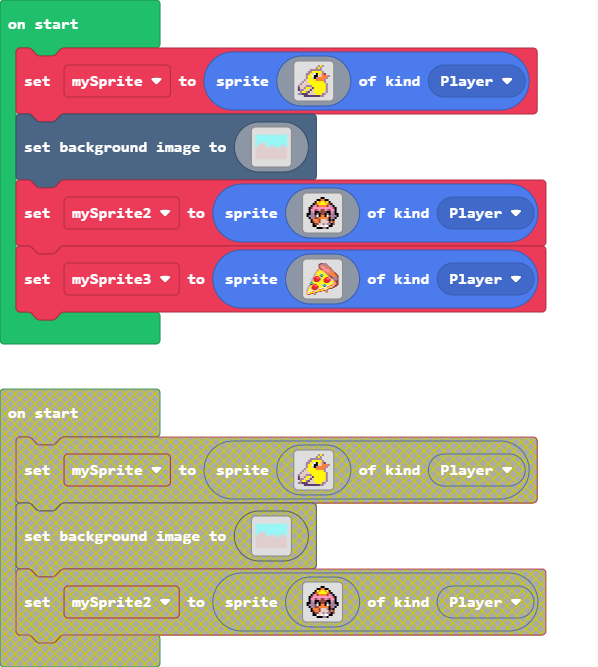 on start
set mySprite to sprite of kind Player
set background image to
set mySprite2 to sprite of kind Player
set mySprite3 to sprite of kind Player
on start
set mySprite to sprite of kind Player
set background image to
set mySprite2 to sprite of kind Player